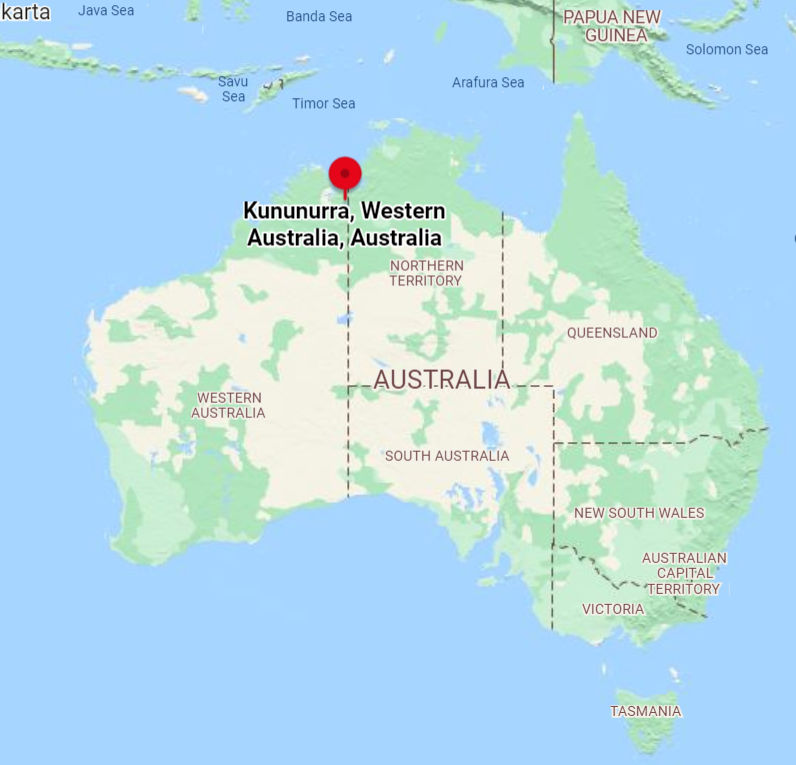 karta
Java Sea
Banda Sea
PAPUA NEW
GUINEA
Solomon Sea
Savu
Sea
Timor Sea
Arafura Sea
Kununurra, Western
Australia, Australia
NORTHERN
TERRITORY
QUEENSLAND
AUSTRALIA
WESTERN
AUSTRALIA
SOUTH AUSTRALIA
NEW SOUTH WALES
AUSTRALIAN
CAPITAL
TERRITORY
VICTORIA
TASMANIA